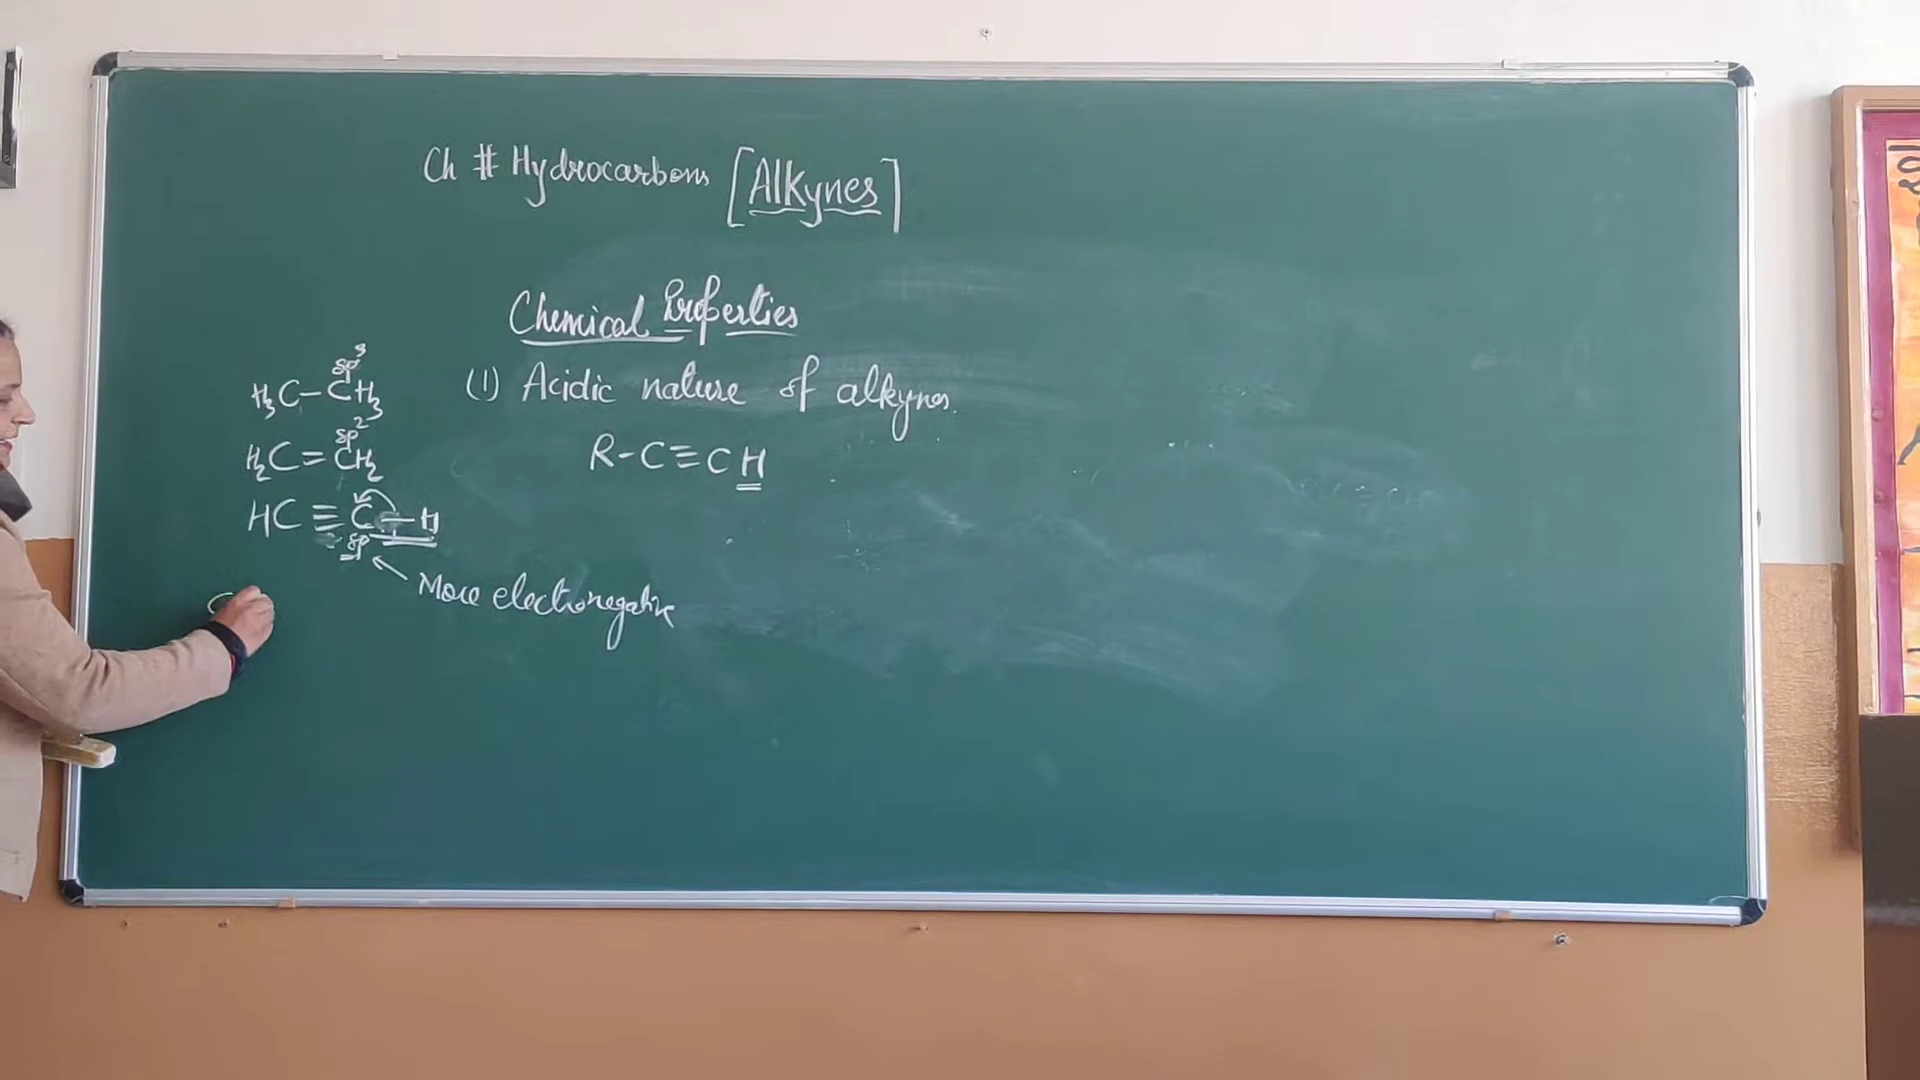 Ch # Hydrocarbons [Alkynes]
Chemical Properties
(1) Acidic nature of alkynes.
R-C≡CH
sp³
H₃C-CH₃
sp²
H₂C=CH₂
HC≡C-H
sp
More electronegative